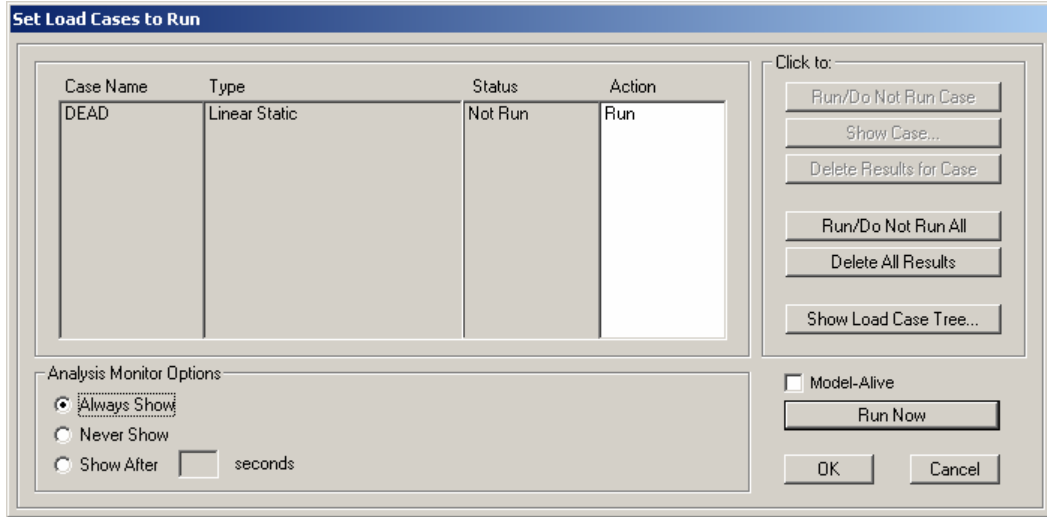 Set Load Cases to Run
Case Name Type Status Action
DEAD Linear Static Not Run Run
Click to:
Run/Do Not Run Case
Show Case...
Delete Results for Case
Run/Do Not Run All
Delete All Results
Show Load Case Tree...
Analysis Monitor Options
Always Show
Never Show
Show After seconds
Model-Alive
Run Now
OK Cancel